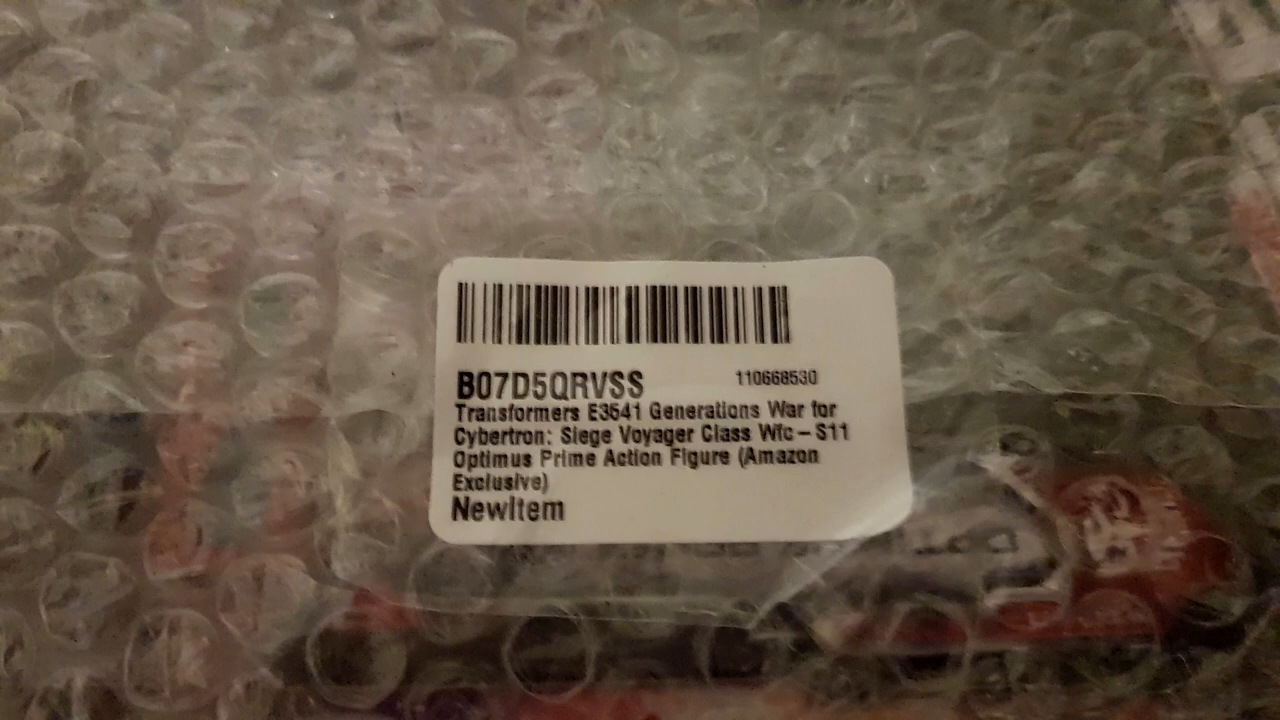 B07D5QRVSS 110668530
Transformers E3541 Generations War for
Cybertron: Siege Voyager Class Wfc – S11
Optimus Prime Action Figure (Amazon
Exclusive)
NewItem